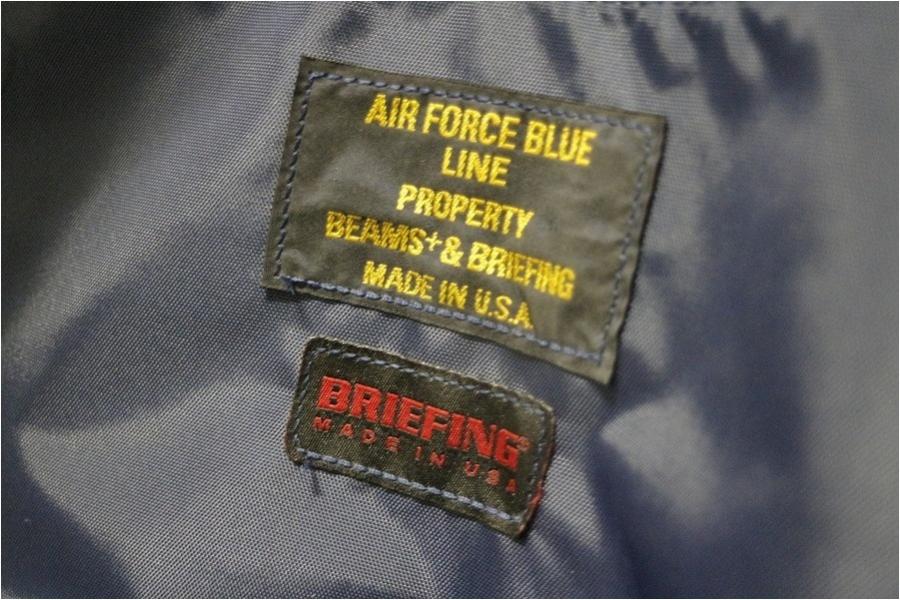 AIR FORCE BLUE
LINE
PROPERTY
BEAMS+ & BRIEFING
MADE IN U.S.A.
BRIEFING®
MADE IN USA